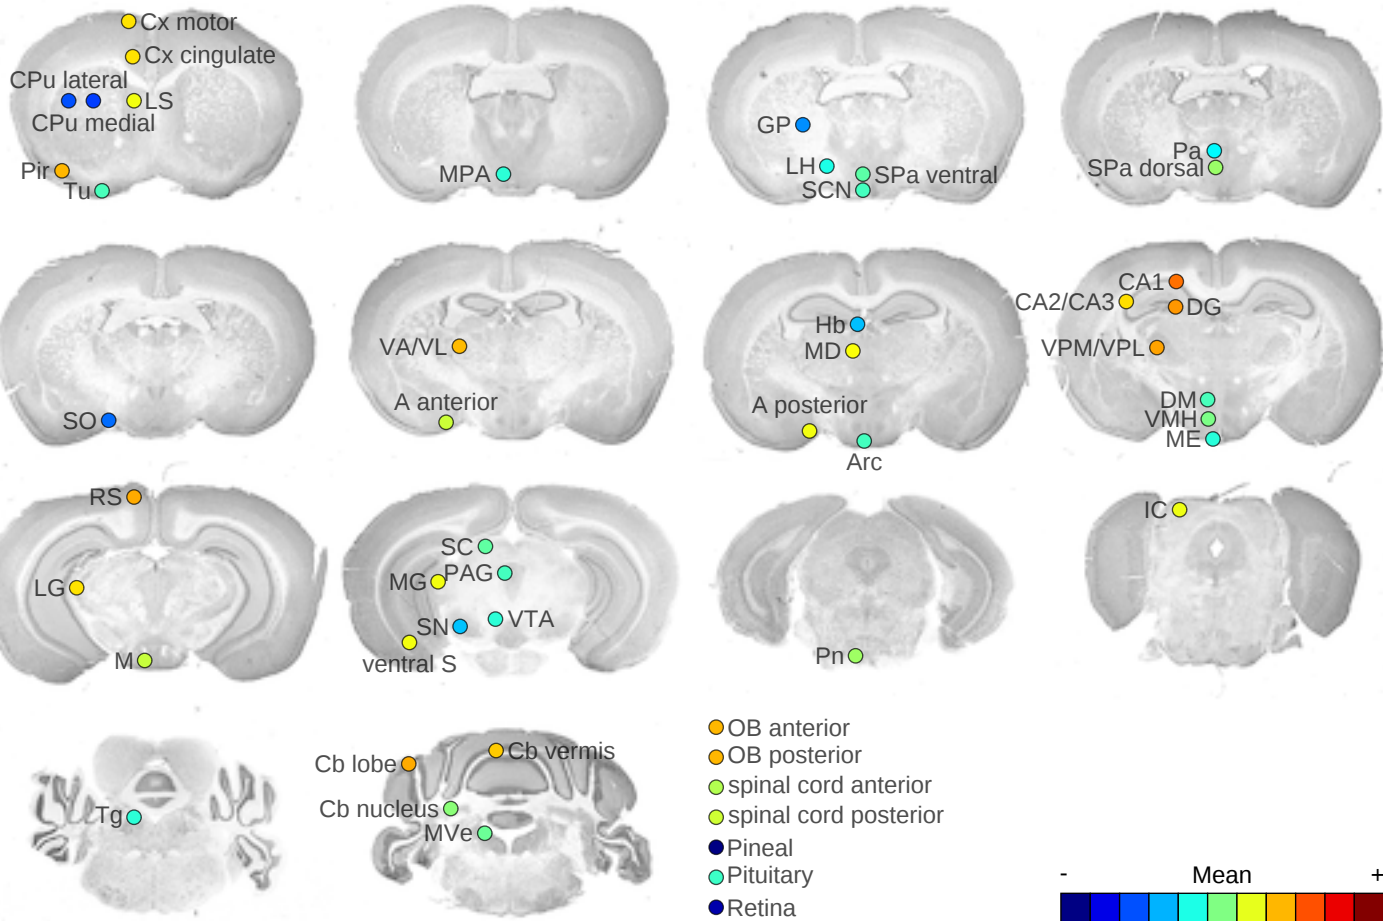 Cx motor
Cx cingulate
CPu lateral
LS
CPu medial
Pir
Tu
MPA
GP
LH
SPa ventral
SCN
Pa
SPa dorsal
SO
VA/VL
A anterior
Hb
MD
A posterior
Arc
CA1
CA2/CA3
DG
VPM/VPL
DM
VMH
ME
RS
LG
M
SC
MG
PAG
SN
VTA
ventral S
Pn
IC
Tg
Cb lobe
Cb vermis
Cb nucleus
MVe
OB anterior
OB posterior
spinal cord anterior
spinal cord posterior
Pineal
Pituitary
Retina
- Mean +